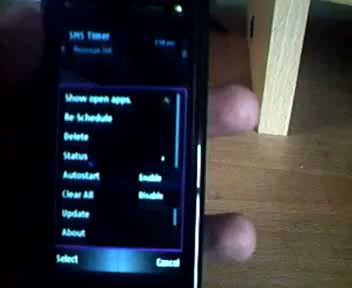 SMS Timer
Show open apps.
Re Schedule
Delete
Status
Autostart Enable
Clear All Disable
Update
About
Select Cancel